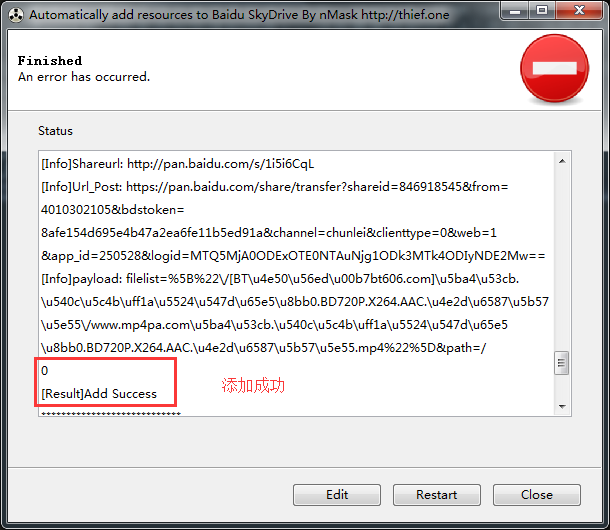 Automatically add resources to Baidu SkyDrive By nMask http://thief.one
Finished
An error has occurred.
Status
[Info]Shareurl: http://pan.baidu.com/s/1i5i6CqL
[Info]Url_Post: https://pan.baidu.com/share/transfer?shareid=846918545&from=
4010302105&bdstoken=
8afe154d695e4b47a2ea6fe11b5ed91a&channel=chunlei&clienttype=0&web=1
&app_id=250528&logid=MTQ5MjA0ODExOTE0NTAuNjg1ODk3MTk4ODIyNDE2Mw==
[Info]payload: filelist=%5B%22\/[BT\u4e50\u56ed\u00b7bt606.com]\u5ba4\u53cb.
\u540c\u5c4b\uff1a\u5524\u547d\u65e5\u8bb0.BD720P.X264.AAC.\u4e2d\u6587\u5b57
\u5e55\/www.mp4pa.com\u5ba4\u53cb.\u540c\u5c4b\uff1a\u5524\u547d\u65e5
\u8bb0.BD720P.X264.AAC.\u4e2d\u6587\u5b57\u5e55.mp4%22%5D&path=/
0
[Result]Add Success
添加成功
****************************
Edit
Restart
Close